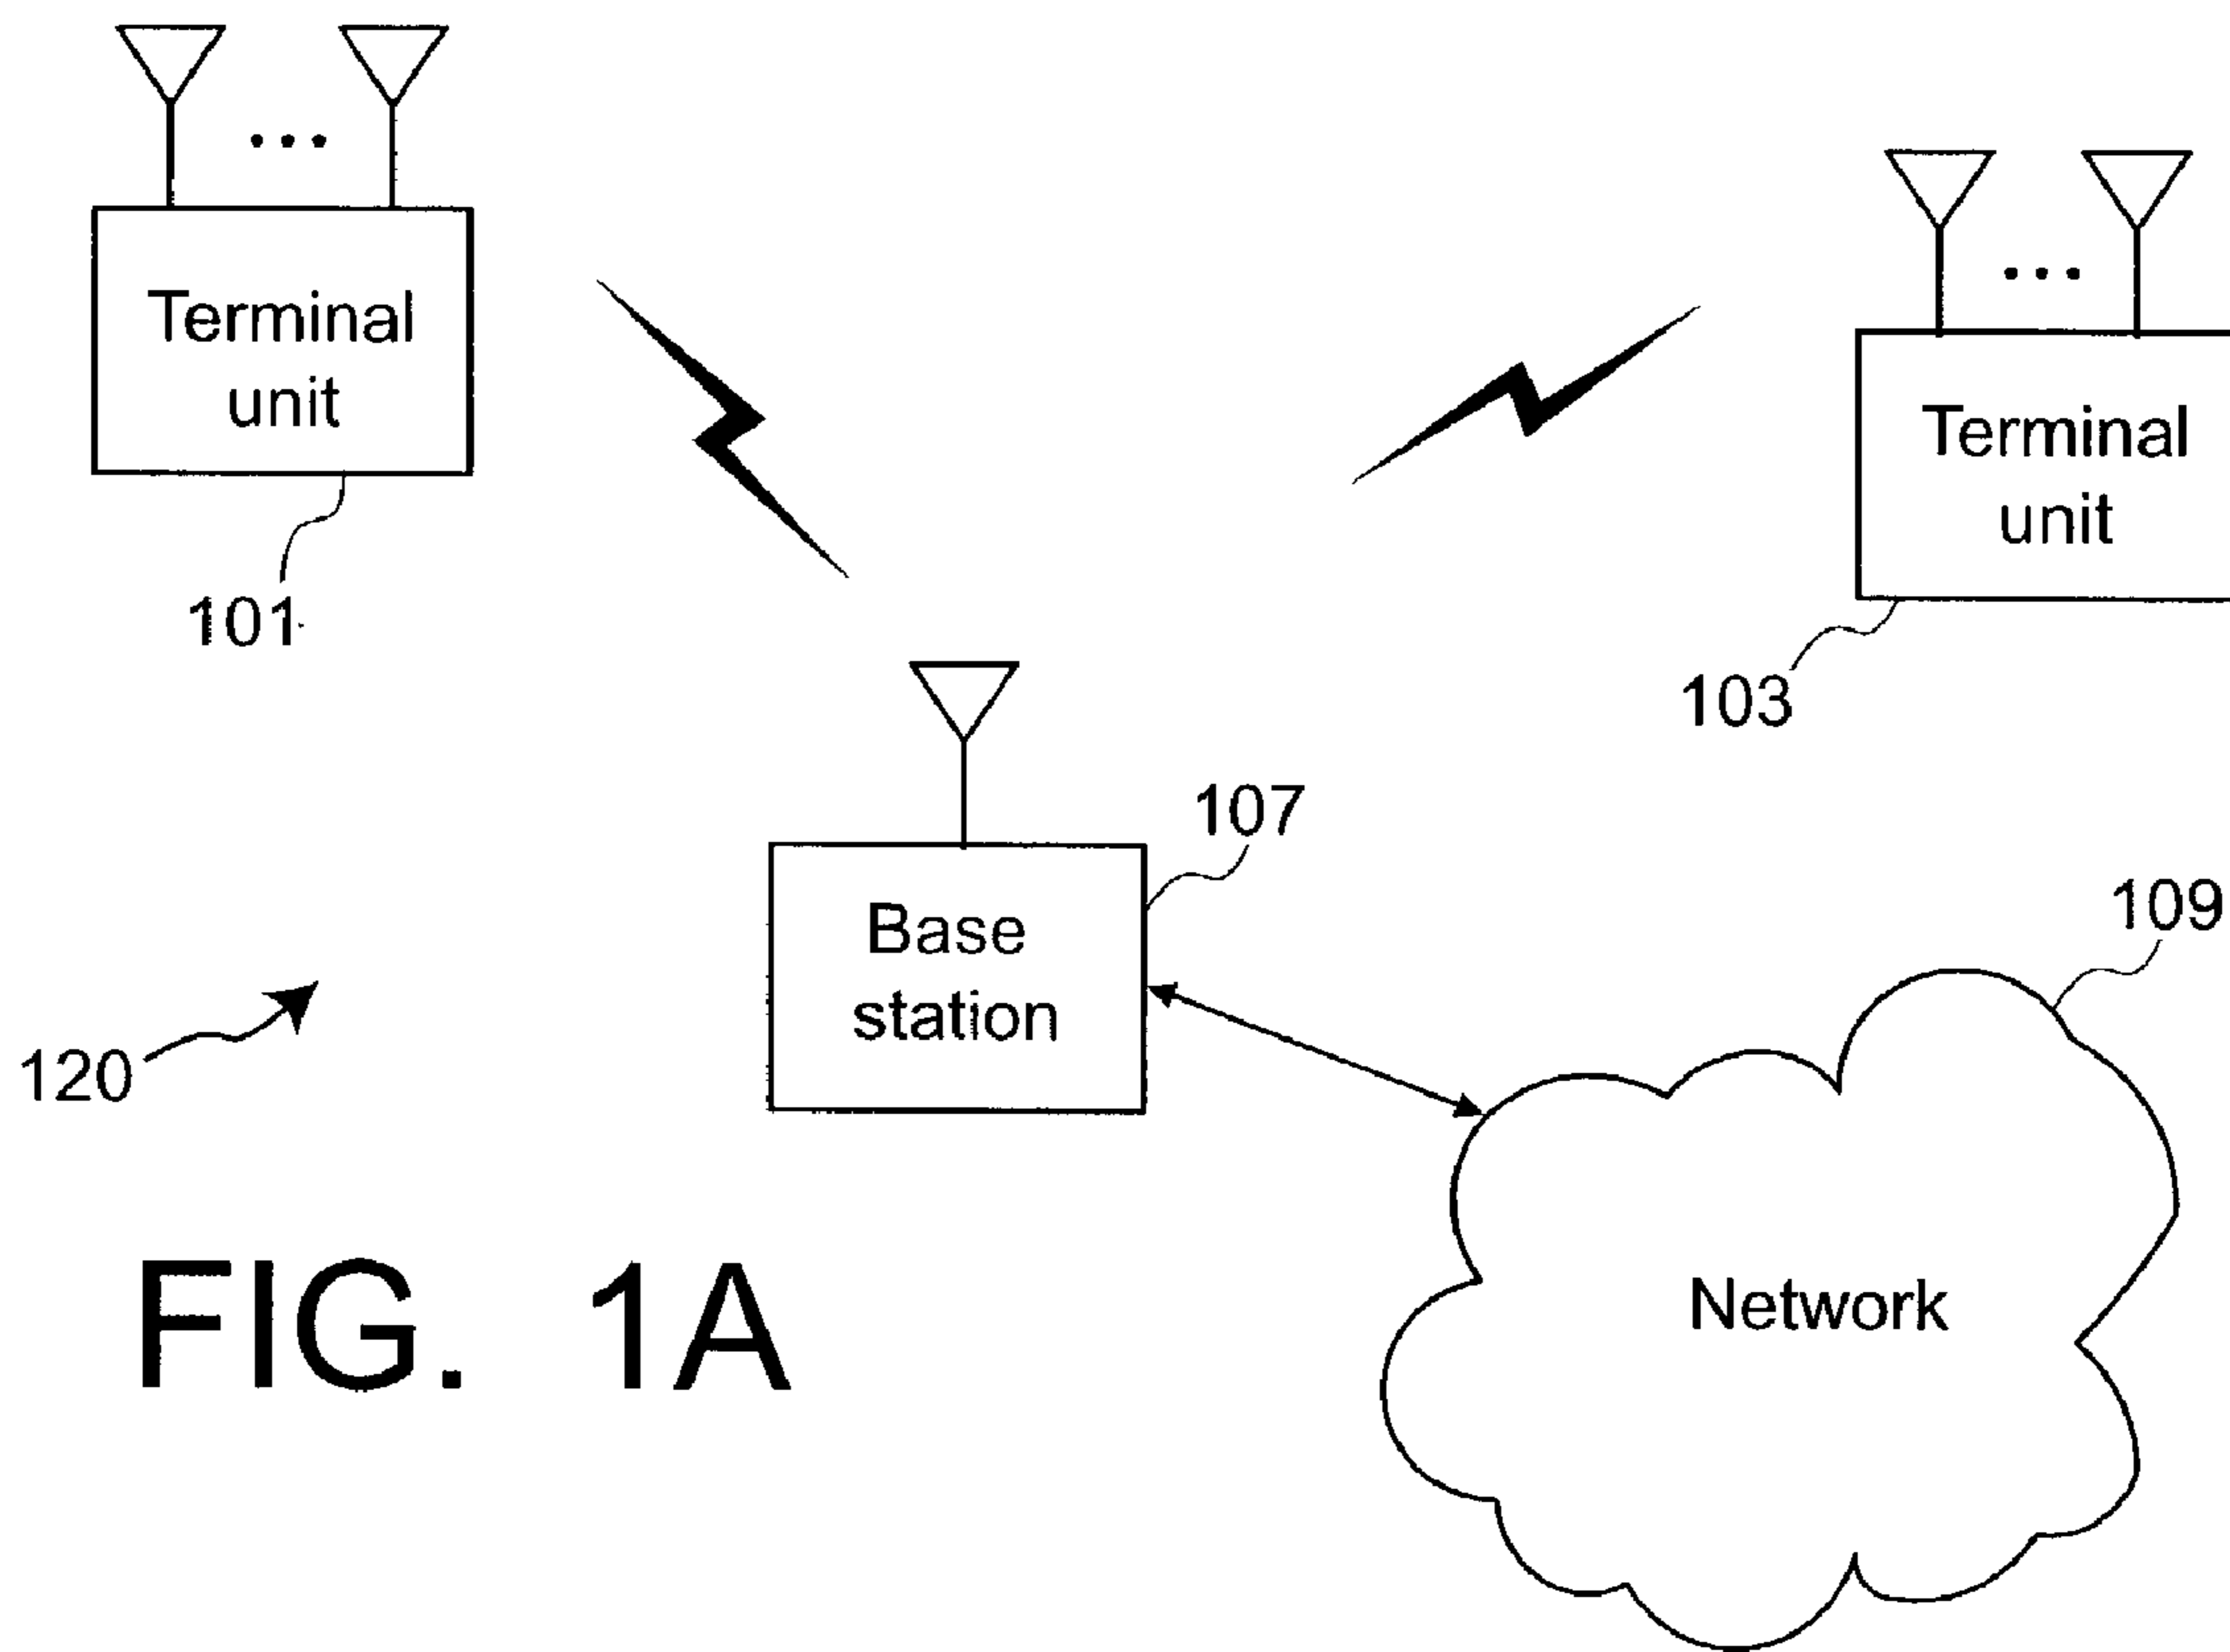 Terminal
unit
101
Terminal
unit
103
107
Base
station
109
120
Network
FIG. 1A